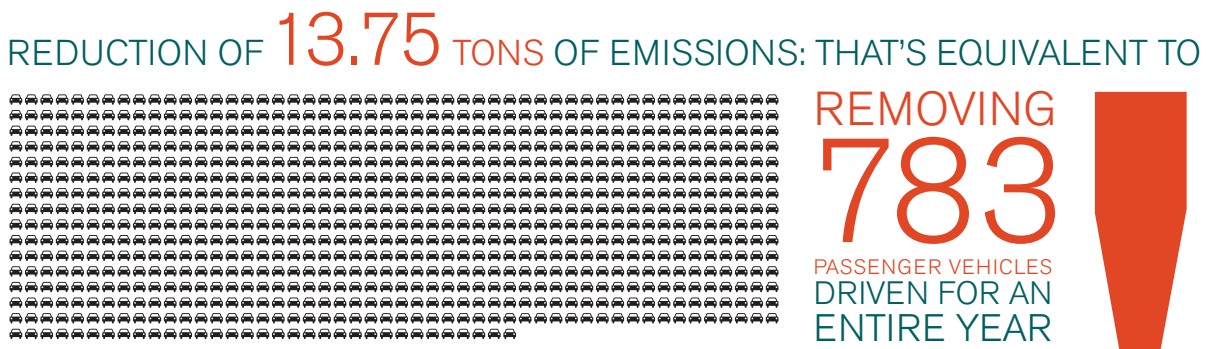 REDUCTION OF 13.75 TONS OF EMISSIONS: THAT'S EQUIVALENT TO
REMOVING
783
PASSENGER VEHICLES
DRIVEN FOR AN
ENTIRE YEAR